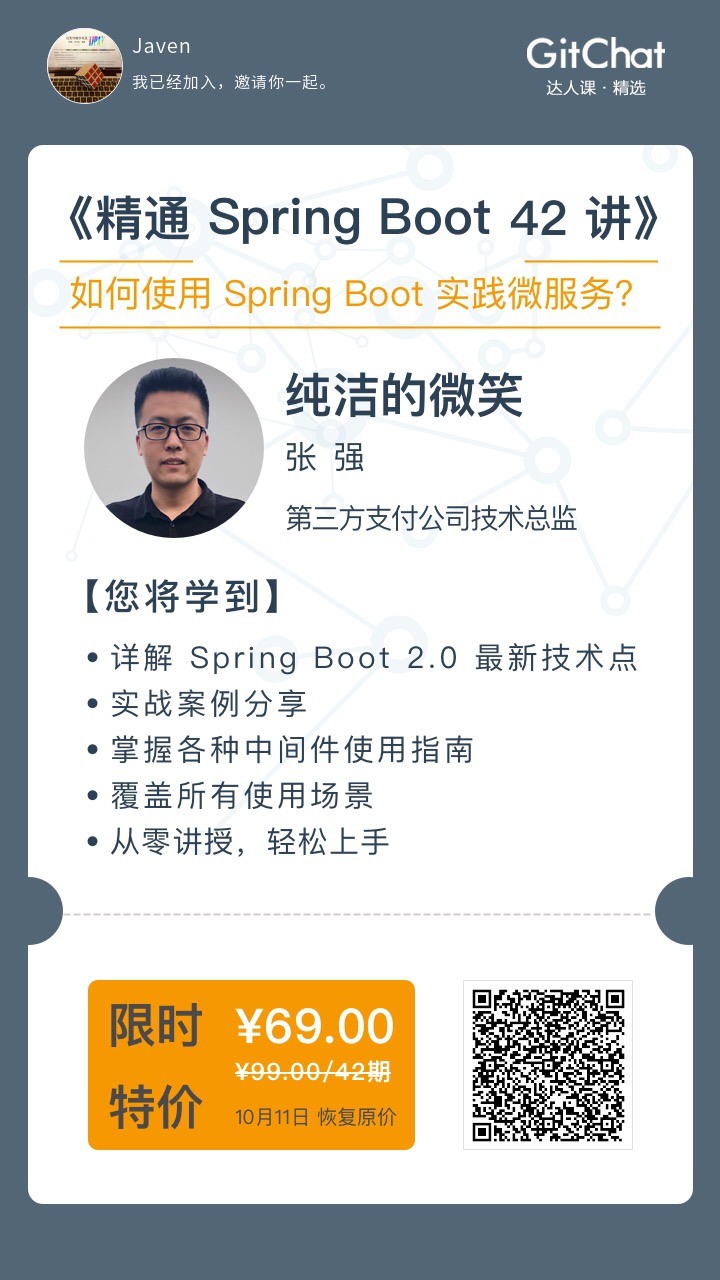 Javen
我已经加入，邀请你一起。
GitChat
达人课 · 精选
《精通 Spring Boot 42 讲》
如何使用 Spring Boot 实践微服务？
纯洁的微笑
张 强
第三方支付公司技术总监
【您将学到】
• 详解 Spring Boot 2.0 最新技术点
• 实战案例分享
• 掌握各种中间件使用指南
• 覆盖所有使用场景
• 从零讲授，轻松上手
限时
特价
¥69.00
¥99.00/42期
10月11日 恢复原价